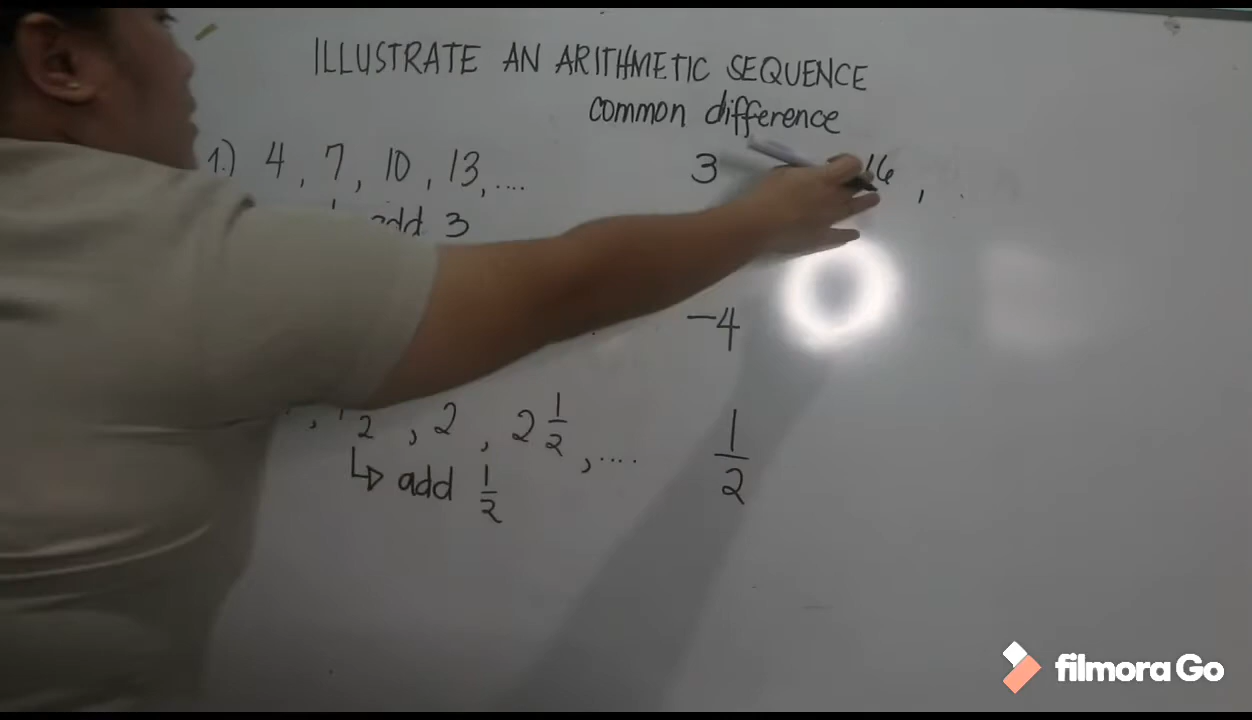 ILLUSTRATE AN ARITHMETIC SEQUENCE
common difference
1.) 4, 7, 10, 13, .... 3 16, .
add 3
-4
2, 2 1/2, .... 1/2
add 1/2
filmora Go